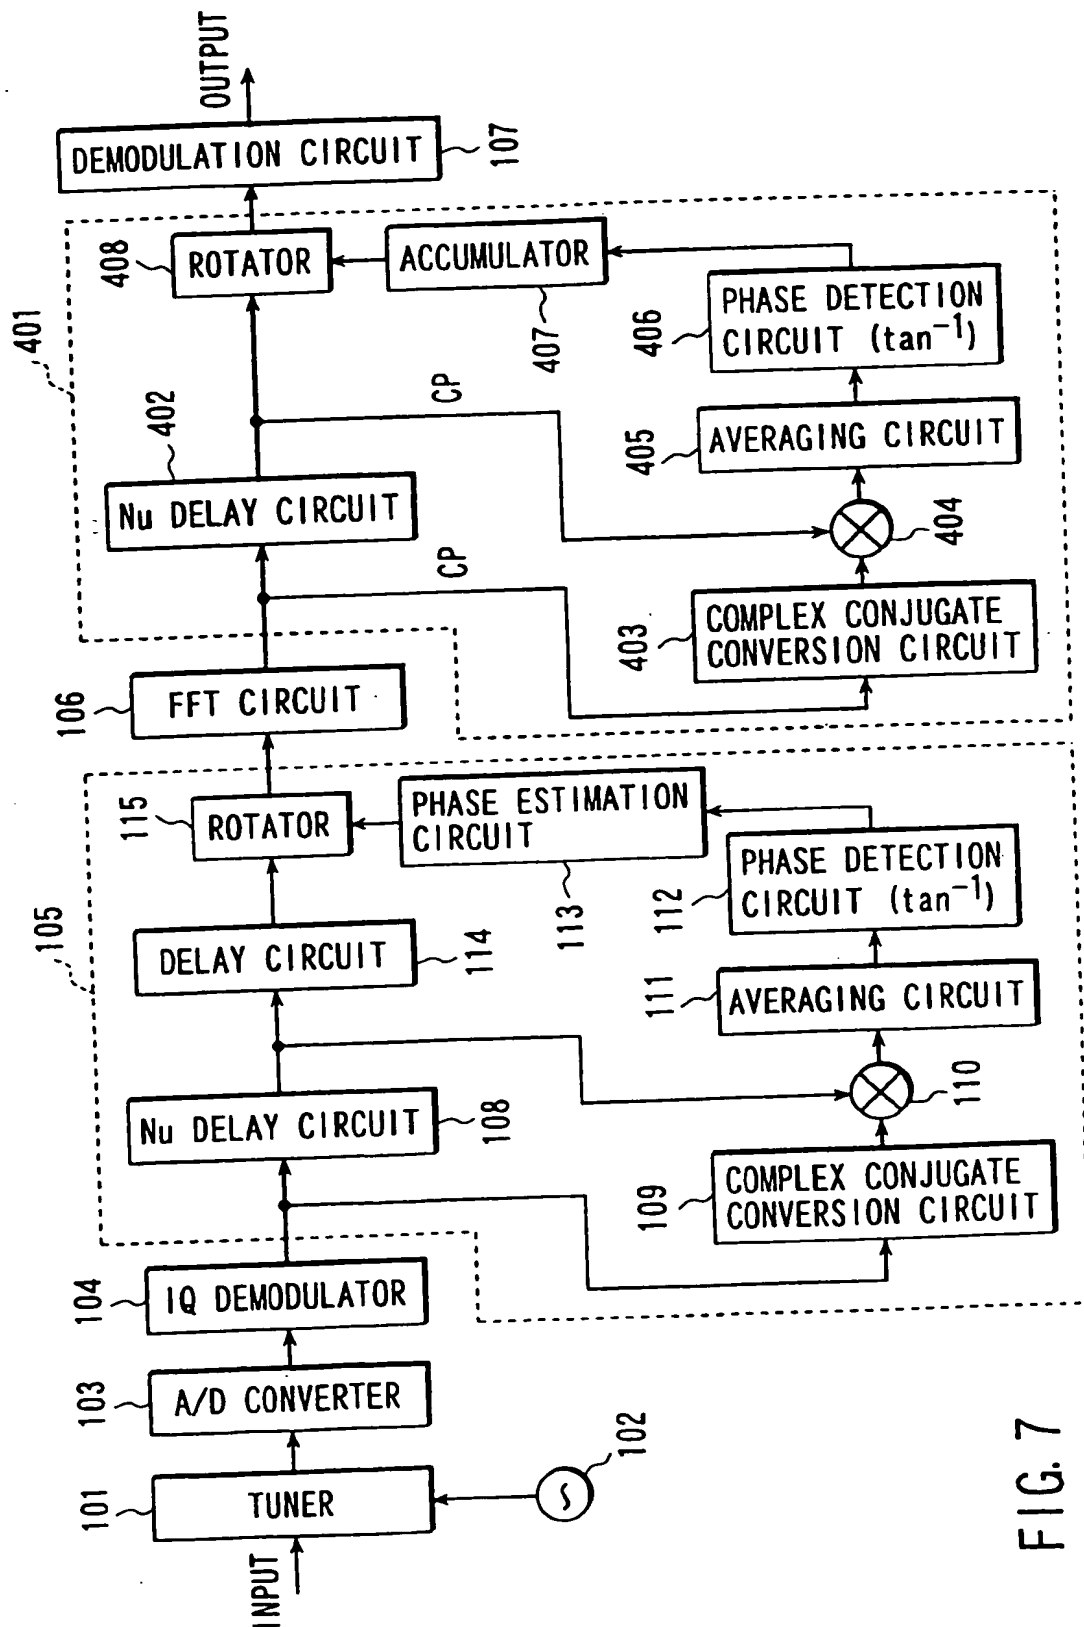 401
105
408
ROTATOR
402
Nu DELAY CIRCUIT
106
FFT CIRCUIT
115
ROTATOR
DELAY CIRCUIT
114
Nu DELAY CIRCUIT
108
104
IQ DEMODULATOR
103
A/D CONVERTER
101
TUNER
INPUT
102
S
DEMODULATION CIRCUIT
107
OUTPUT
ACCUMULATOR
407
CP
CP
PHASE ESTIMATION
CIRCUIT
113
406
PHASE DETECTION
CIRCUIT (tan⁻¹)
405
AVERAGING CIRCUIT
404
403
COMPLEX CONJUGATE
CONVERSION CIRCUIT
112
PHASE DETECTION
CIRCUIT (tan⁻¹)
111
AVERAGING CIRCUIT
110
109
COMPLEX CONJUGATE
CONVERSION CIRCUIT
FIG. 7